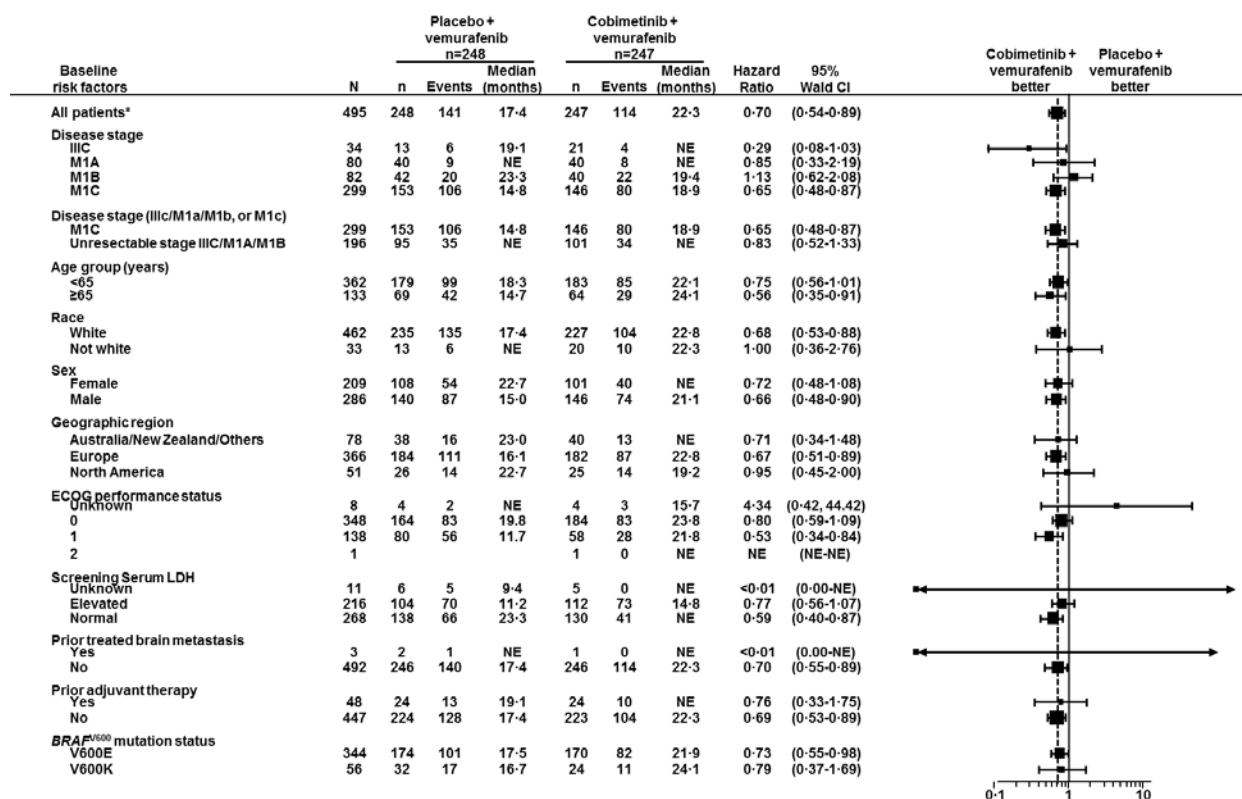 Placebo + Cobimetinib +
vemurafenib vemurafenib
n=248 n=247 Cobimetinib + Placebo +
Baseline Median Median Hazard 95% vemurafenib vemurafenib
risk factors N n Events (months) n Events (months) Ratio Wald CI better better
All patients* 495 248 141 17·4 247 114 22·3 0·70 (0·54-0·89)
Disease stage
IIIC 34 13 6 19·1 21 4 NE 0·29 (0·08-1·03)
M1A 80 40 9 NE 40 8 NE 0·85 (0·33-2·19)
M1B 82 42 20 23·3 40 22 19·4 1·13 (0·62-2·08)
M1C 299 153 106 14·8 146 80 18·9 0·65 (0·48-0·87)
Disease stage (IIIc/M1a/M1b, or M1c)
M1C 299 153 106 14·8 146 80 18·9 0·65 (0·48-0·87)
Unresectable stage IIIC/M1A/M1B 196 95 35 NE 101 34 NE 0·83 (0·52-1·33)
Age group (years)
<65 362 179 99 18·3 183 85 22·1 0·75 (0·56-1·01)
≥65 133 69 42 14·7 64 29 24·1 0·56 (0·35-0·91)
Race
White 462 235 135 17·4 227 104 22·8 0·68 (0·53-0·88)
Not white 33 13 6 NE 20 10 22·3 1·00 (0·36-2·76)
Sex
Female 209 108 54 22·7 101 40 NE 0·72 (0·48-1·08)
Male 286 140 87 15·0 146 74 21·1 0·66 (0·48-0·90)
Geographic region
Australia/New Zealand/Others 78 38 16 23·0 40 13 NE 0·71 (0·34-1·48)
Europe 366 184 111 16·1 182 87 22·8 0·67 (0·51-0·89)
North America 51 26 14 22·7 25 14 19·2 0·95 (0·45-2·00)
ECOG performance status
Unknown 8 4 2 NE 4 3 15·7 4·34 (0·42, 44.42)
0 348 164 83 19·8 184 83 23·8 0·80 (0·59-1·09)
1 138 80 56 11·7 58 28 21·8 0·53 (0·34-0·84)
2 1 1 0 NE NE (NE-NE)
Screening Serum LDH
Unknown 11 6 5 9·4 5 0 NE <0·01 (0·00-NE)
Elevated 216 104 70 11·2 112 73 14·8 0·77 (0·56-1·07)
Normal 268 138 66 23·3 130 41 NE 0·59 (0·40-0·87)
Prior treated brain metastasis
Yes 3 2 1 NE 1 0 NE <0·01 (0.00-NE)
No 492 246 140 17·4 246 114 22·3 0·70 (0·55-0·89)
Prior adjuvant therapy
Yes 48 24 13 19·1 24 10 NE 0·76 (0·33-1·75)
No 447 224 128 17·4 223 104 22·3 0·69 (0·53-0·89)
BRAFV600 mutation status
V600E 344 174 101 17·5 170 82 21·9 0·73 (0·55-0·98)
V600K 56 32 17 16·7 24 11 24·1 0·79 (0·37-1·69)
0·1 1 10